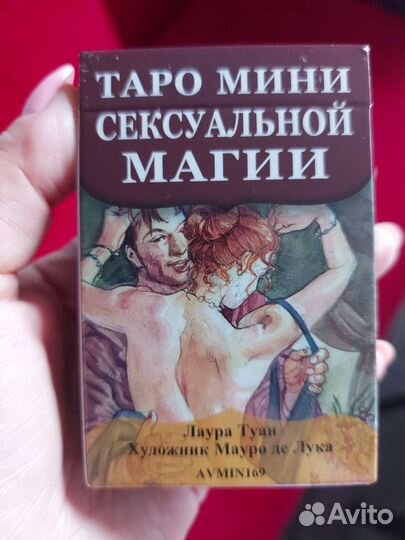 ТАРО МИНИ
СЕКСУАЛЬНОЙ
МАГИИ
Лаура Туан
Художник Мауро де Лука
AVMIN169
Avito